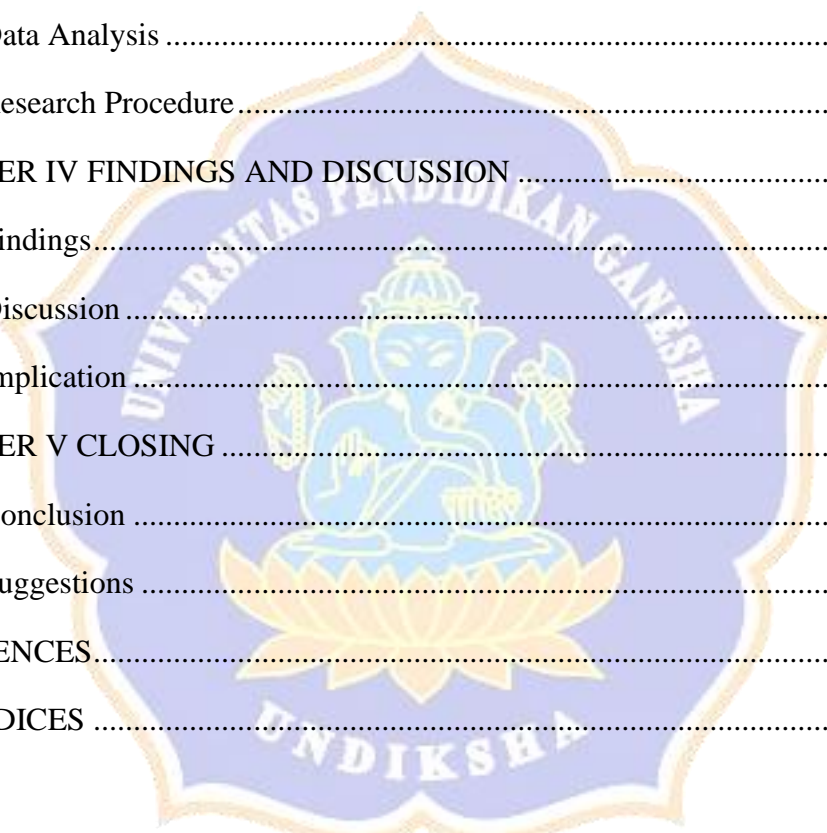 Data Analysis ..........................................................................
esearch Procedure..........................................................................
ER IV FINDINGS AND DISCUSSION ......................................
indings..........................................................................
Discussion ..........................................................................
mplication ..........................................................................
ER V CLOSING ..........................................................................
onclusion ..........................................................................
uggestions ..........................................................................
ENCES..........................................................................
DICES ..........................................................................
UNIVERSITAS PENDIDIKAN GANESHA
UNDIKSHA